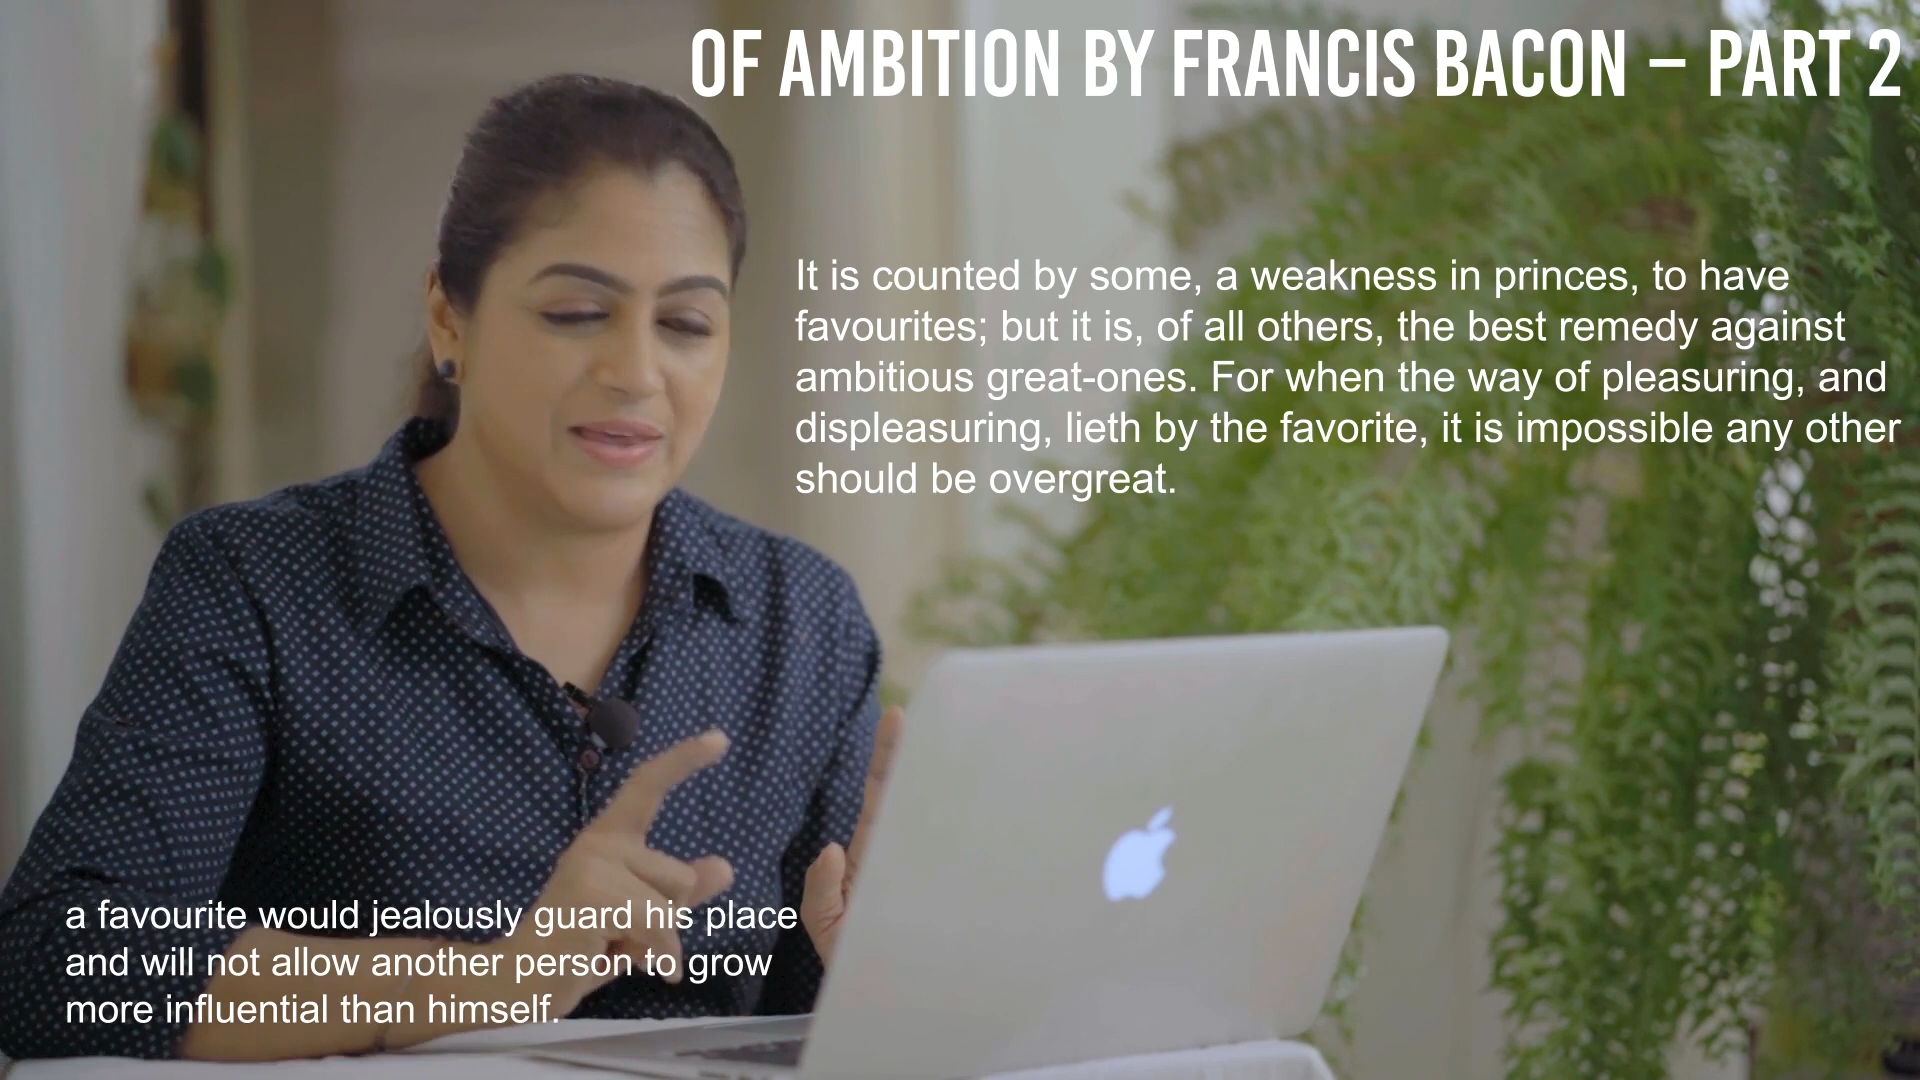 OF AMBITION BY FRANCIS BACON – PART 2
It is counted by some, a weakness in princes, to have
favourites; but it is, of all others, the best remedy against
ambitious great-ones. For when the way of pleasuring, and
displeasuring, lieth by the favorite, it is impossible any other
should be overgreat.
a favourite would jealously guard his place
and will not allow another person to grow
more influential than himself.